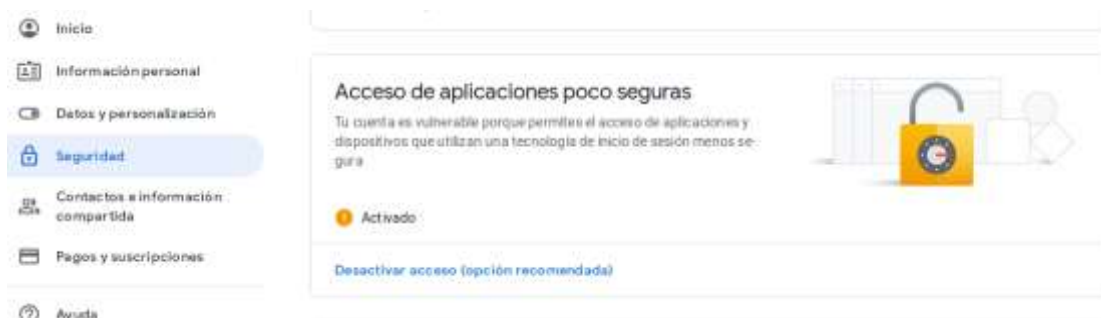 Inicio
Información personal
Datos y personalización
Seguridad
Contactos e información
compartida
Pagos y suscripciones
Ayuda
Acceso de aplicaciones poco seguras
Tu cuenta es vulnerable porque permites el acceso de aplicaciones y
dispositivos que utilizan una tecnología de inicio de sesión menos se-
gura
Activado
Desactivar acceso (opción recomendada)